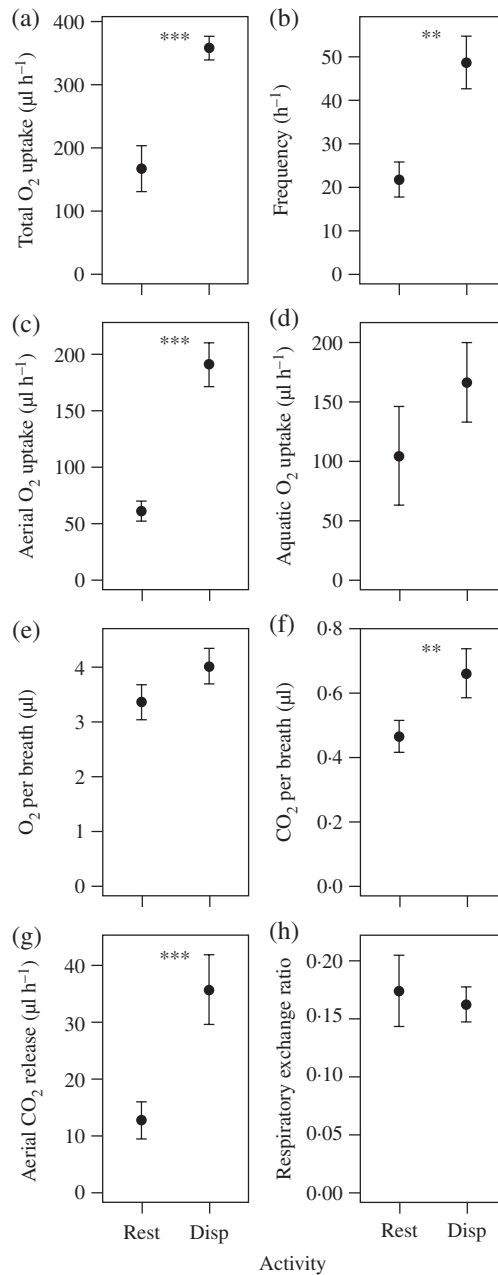 (a)
Total O₂ uptake (µl h⁻¹)
400
300
200
100
0
***
(b)
Frequency (h⁻¹)
50
40
30
20
10
0
**
(c)
Aerial O₂ uptake (µl h⁻¹)
200
150
100
50
0
***
(d)
Aquatic O₂ uptake (µl h⁻¹)
200
150
100
50
0
(e)
O₂ per breath (µl)
4
3
2
1
0
(f)
CO₂ per breath (µl)
0·8
0·6
0·4
0·2
0·0
**
(g)
Aerial CO₂ release (µl h⁻¹)
40
30
20
10
0
***
(h)
Respiratory exchange ratio
0·20
0·15
0·10
0·05
0·00
Rest Disp Rest Disp
Activity